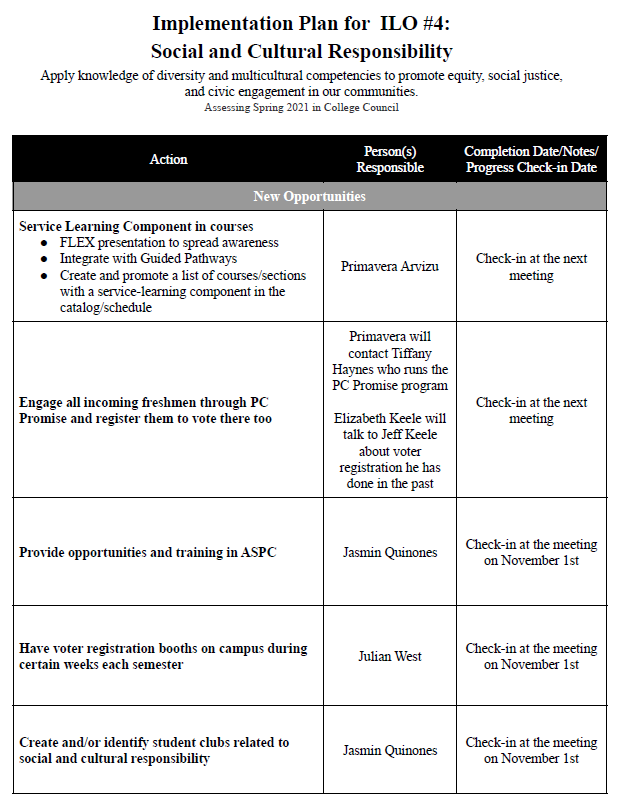 Implementation Plan for ILO #4:
Social and Cultural Responsibility
Apply knowledge of diversity and multicultural competencies to promote equity, social justice,
and civic engagement in our communities.
Assessing Spring 2021 in College Council
Action
Person(s)
Responsible
Completion Date/Notes/
Progress Check-in Date
New Opportunities
Service Learning Component in courses
● FLEX presentation to spread awareness
● Integrate with Guided Pathways
● Create and promote a list of courses/sections
with a service-learning component in the
catalog/schedule
Primavera Arvizu
Check-in at the next
meeting
Engage all incoming freshmen through PC
Promise and register them to vote there too
Primavera will
contact Tiffany
Haynes who runs the
PC Promise program
Elizabeth Keele will
talk to Jeff Keele
about voter
registration he has
done in the past
Check-in at the next
meeting
Provide opportunities and training in ASPC
Jasmin Quinones
Check-in at the meeting
on November 1st
Have voter registration booths on campus during
certain weeks each semester
Julian West
Check-in at the meeting
on November 1st
Create and/or identify student clubs related to
social and cultural responsibility
Jasmin Quinones
Check-in at the meeting
on November 1st